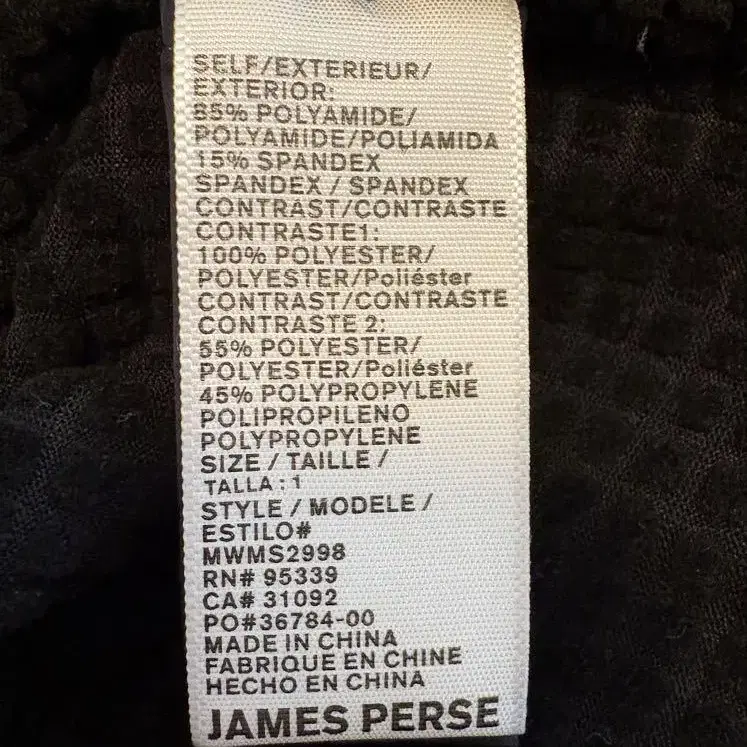 SELF/EXTERIEUR/
EXTERIOR:
85% POLYAMIDE/
POLYAMIDE/POLIAMIDA
15% SPANDEX
SPANDEX / SPANDEX
CONTRAST/CONTRASTE
CONTRASTE1:
100% POLYESTER/
POLYESTER/Poliéster
CONTRAST/CONTRASTE
CONTRASTE 2:
55% POLYESTER/
POLYESTER/Poliéster
45% POLYPROPYLENE
POLIPROPILENO
POLYPROPYLENE
SIZE / TAILLE /
TALLA : 1
STYLE / MODELE /
ESTILO#
MWMS2998
RN# 95339
CA# 31092
PO#36784-00
MADE IN CHINA
FABRIQUE EN CHINE
HECHO EN CHINA
JAMES PERSE